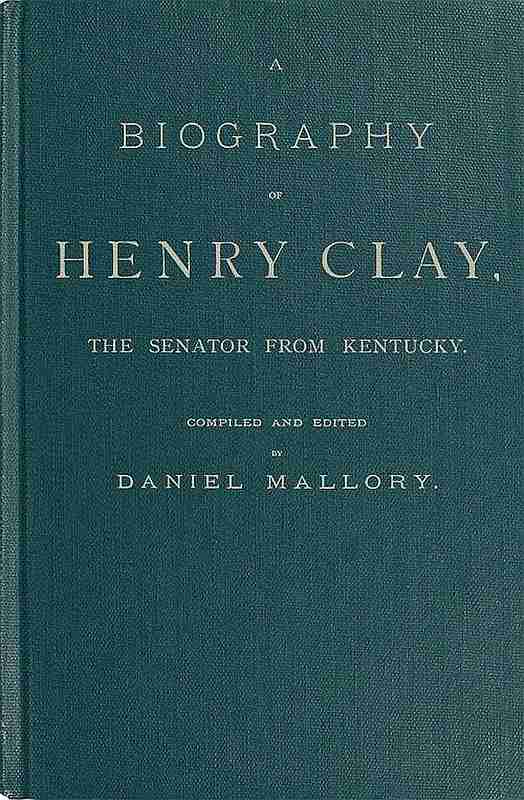 A
BIOGRAPHY
OF
HENRY CLAY,
THE SENATOR FROM KENTUCKY.
COMPILED AND EDITED
BY
DANIEL MALLORY.